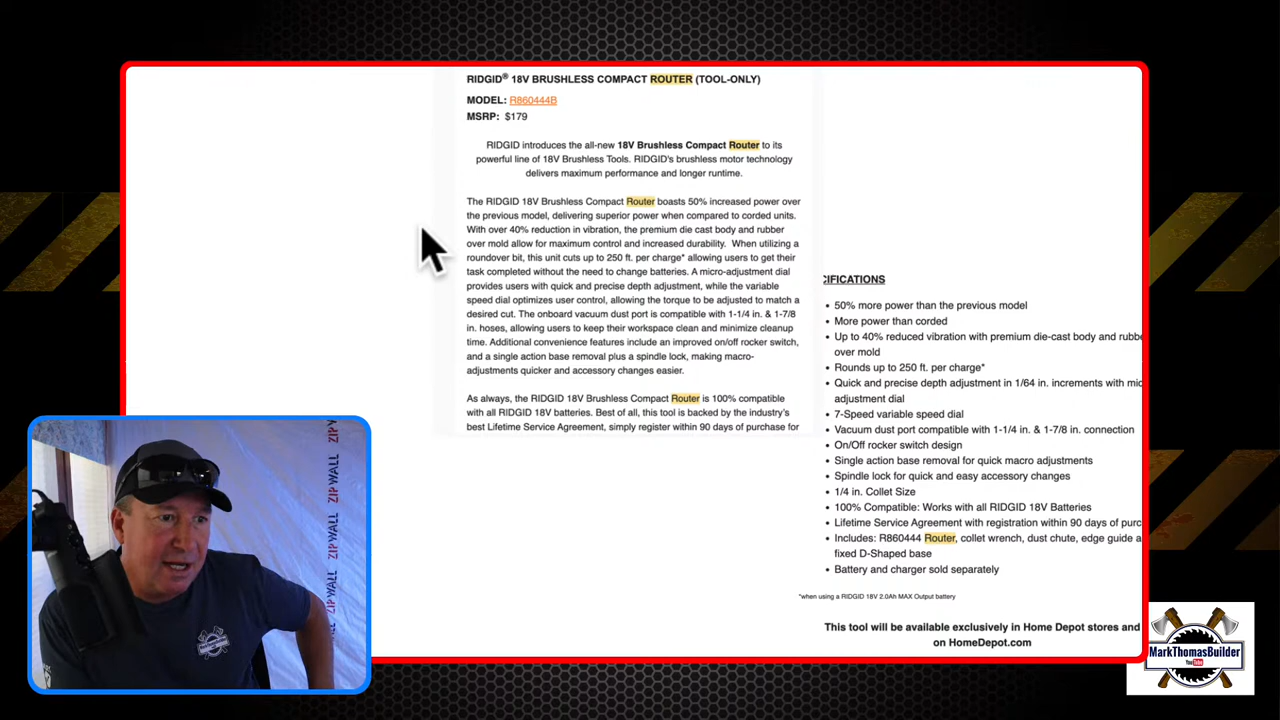 RIDGID® 18V BRUSHLESS COMPACT ROUTER (TOOL-ONLY)
MODEL: R860444B
MSRP: $179
RIDGID introduces the all-new 18V Brushless Compact Router to its
powerful line of 18V Brushless Tools. RIDGID's brushless motor technology
delivers maximum performance and longer runtime.
The RIDGID 18V Brushless Compact Router boasts 50% increased power over
the previous model, delivering superior power when compared to corded units.
With over 40% reduction in vibration, the premium die cast body and rubber
over mold allow for maximum control and increased durability. When utilizing a
roundover bit, this unit cuts up to 250 ft. per charge* allowing users to get their
task completed without the need to change batteries. A micro-adjustment dial
provides users with quick and precise depth adjustment, while the variable
speed dial optimizes user control, allowing the torque to be adjusted to match a
desired cut. The onboard vacuum dust port is compatible with 1-1/4 in. & 1-7/8
in. hoses, allowing users to keep their workspace clean and minimize cleanup
time. Additional convenience features include an improved on/off rocker switch,
and a single action base removal plus a spindle lock, making macro-
adjustments quicker and accessory changes easier.
As always, the RIDGID 18V Brushless Compact Router is 100% compatible
with all RIDGID 18V batteries. Best of all, this tool is backed by the industry's
best Lifetime Service Agreement, simply register within 90 days of purchase for
CIFICATIONS
• 50% more power than the previous model
• More power than corded
• Up to 40% reduced vibration with premium die-cast body and rubbe
over mold
• Rounds up to 250 ft. per charge*
• Quick and precise depth adjustment in 1/64 in. increments with mic
adjustment dial
• 7-Speed variable speed dial
• Vacuum dust port compatible with 1-1/4 in. & 1-7/8 in. connection
• On/Off rocker switch design
• Single action base removal for quick macro adjustments
• Spindle lock for quick and easy accessory changes
• 1/4 in. Collet Size
• 100% Compatible: Works with all RIDGID 18V Batteries
• Lifetime Service Agreement with registration within 90 days of purc
• Includes: R860444 Router, collet wrench, dust chute, edge guide a
fixed D-Shaped base
• Battery and charger sold separately
*when using a RIDGID 18V 2.0Ah MAX Output battery
This tool will be available exclusively in Home Depot stores and
on HomeDepot.com
ZIP WALL
ZIP WALL
MarkThomasBuilder
You Tube